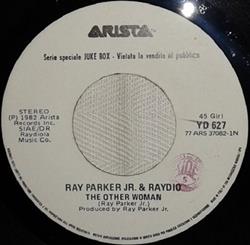 ARISTA
Serie speciale JUKE BOX - Vietata la vendita al pubblico
STEREO
(P) 1982 Arista
Records Inc.
SIAE/DR
Raydiola
Music Co.
45 Giri
YD 627
77 ARS 37082-1N
RAY PARKER JR. & RAYDIO
THE OTHER WOMAN
(Ray Parker Jr.)
Produced by Ray Parker Jr.